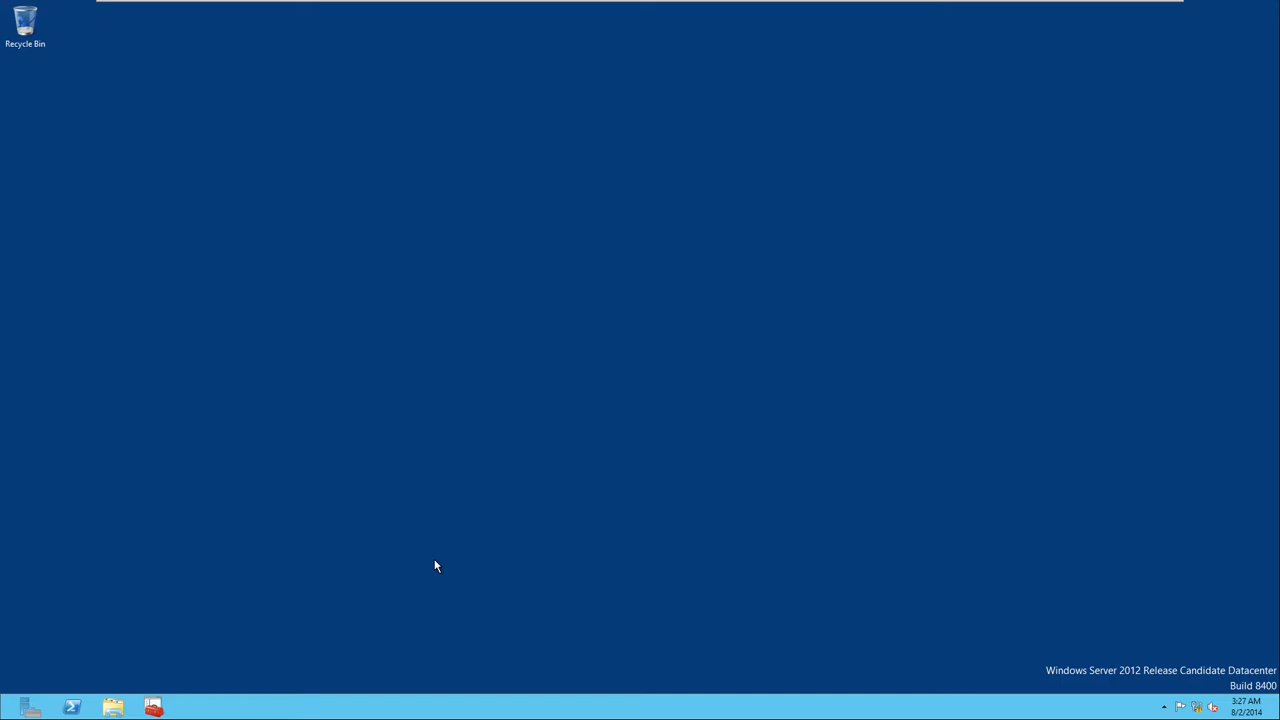 Recycle Bin
Windows Server 2012 Release Candidate Datacenter
Build 8400
3:27 AM
8/2/2014